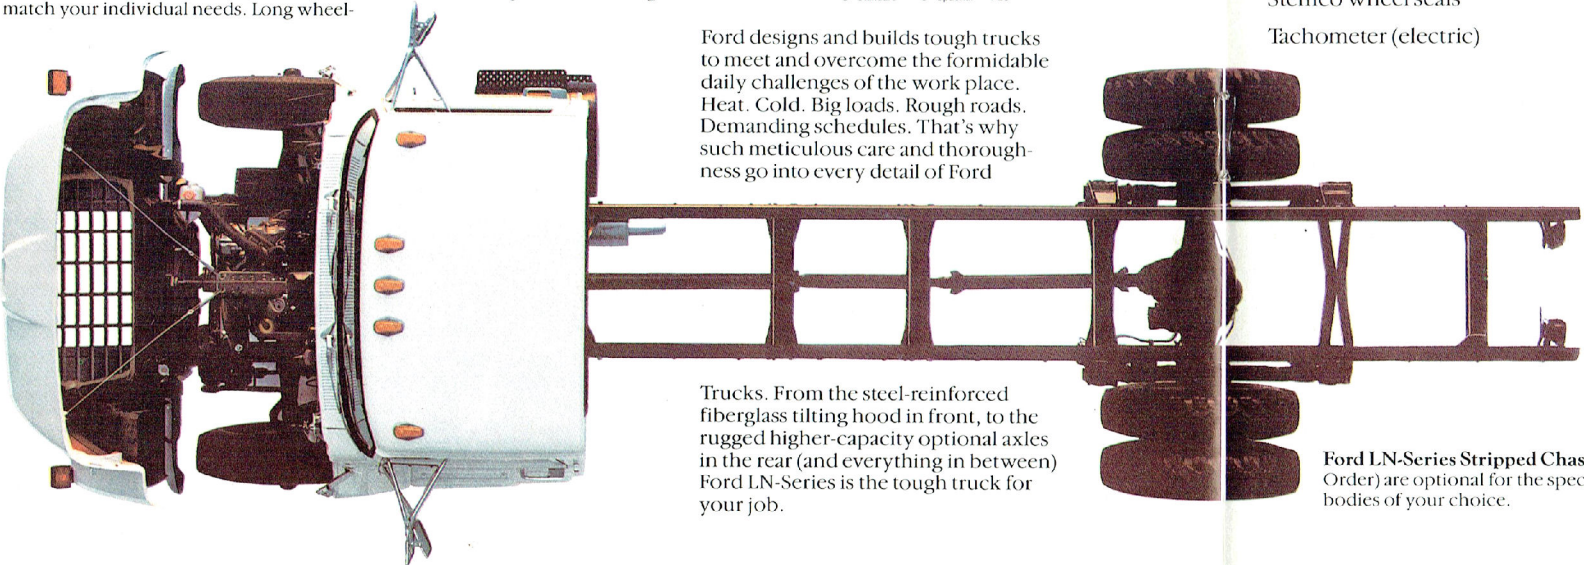 match your individual needs. Long wheel-
Ford designs and builds tough trucks
to meet and overcome the formidable
daily challenges of the work place.
Heat. Cold. Big loads. Rough roads.
Demanding schedules. That's why
such meticulous care and thorough-
ness go into every detail of Ford
Trucks. From the steel-reinforced
fiberglass tilting hood in front, to the
rugged higher-capacity optional axles
in the rear (and everything in between)
Ford LN-Series is the tough truck for
your job.
Stemco wheel seals
Tachometer (electric)
Ford LN-Series Stripped Chas
Order) are optional for the spec
bodies of your choice.